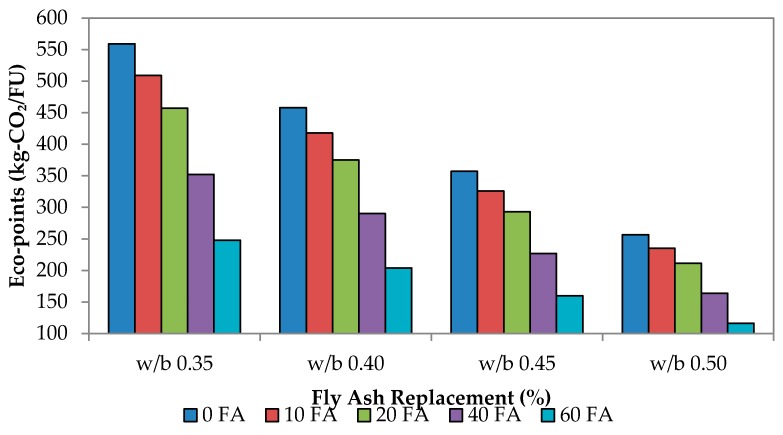 Eco-points (kg-CO₂/FU)
600
550
500
450
400
350
300
250
200
150
100
w/b 0.35 w/b 0.40 w/b 0.45 w/b 0.50
Fly Ash Replacement (%)
0 FA 10 FA 20 FA 40 FA 60 FA